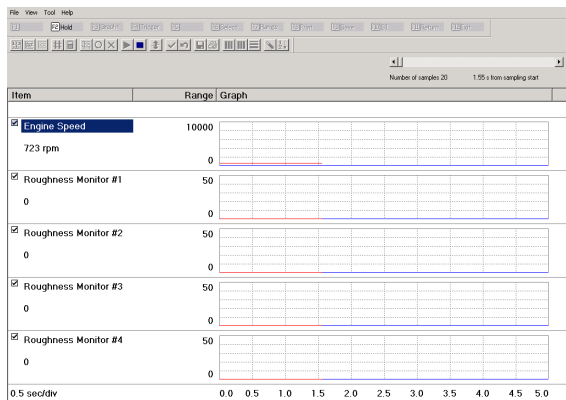 File View Tool Help
F2 Hold
Number of samples 20 1.55 s from sampling start
Item Range Graph
Engine Speed 10000
723 rpm
0
Roughness Monitor #1 50
0
0
Roughness Monitor #2 50
0
0
Roughness Monitor #3 50
0
0
Roughness Monitor #4 50
0
0
0.5 sec/div 0.0 0.5 1.0 1.5 2.0 2.5 3.0 3.5 4.0 4.5 5.0